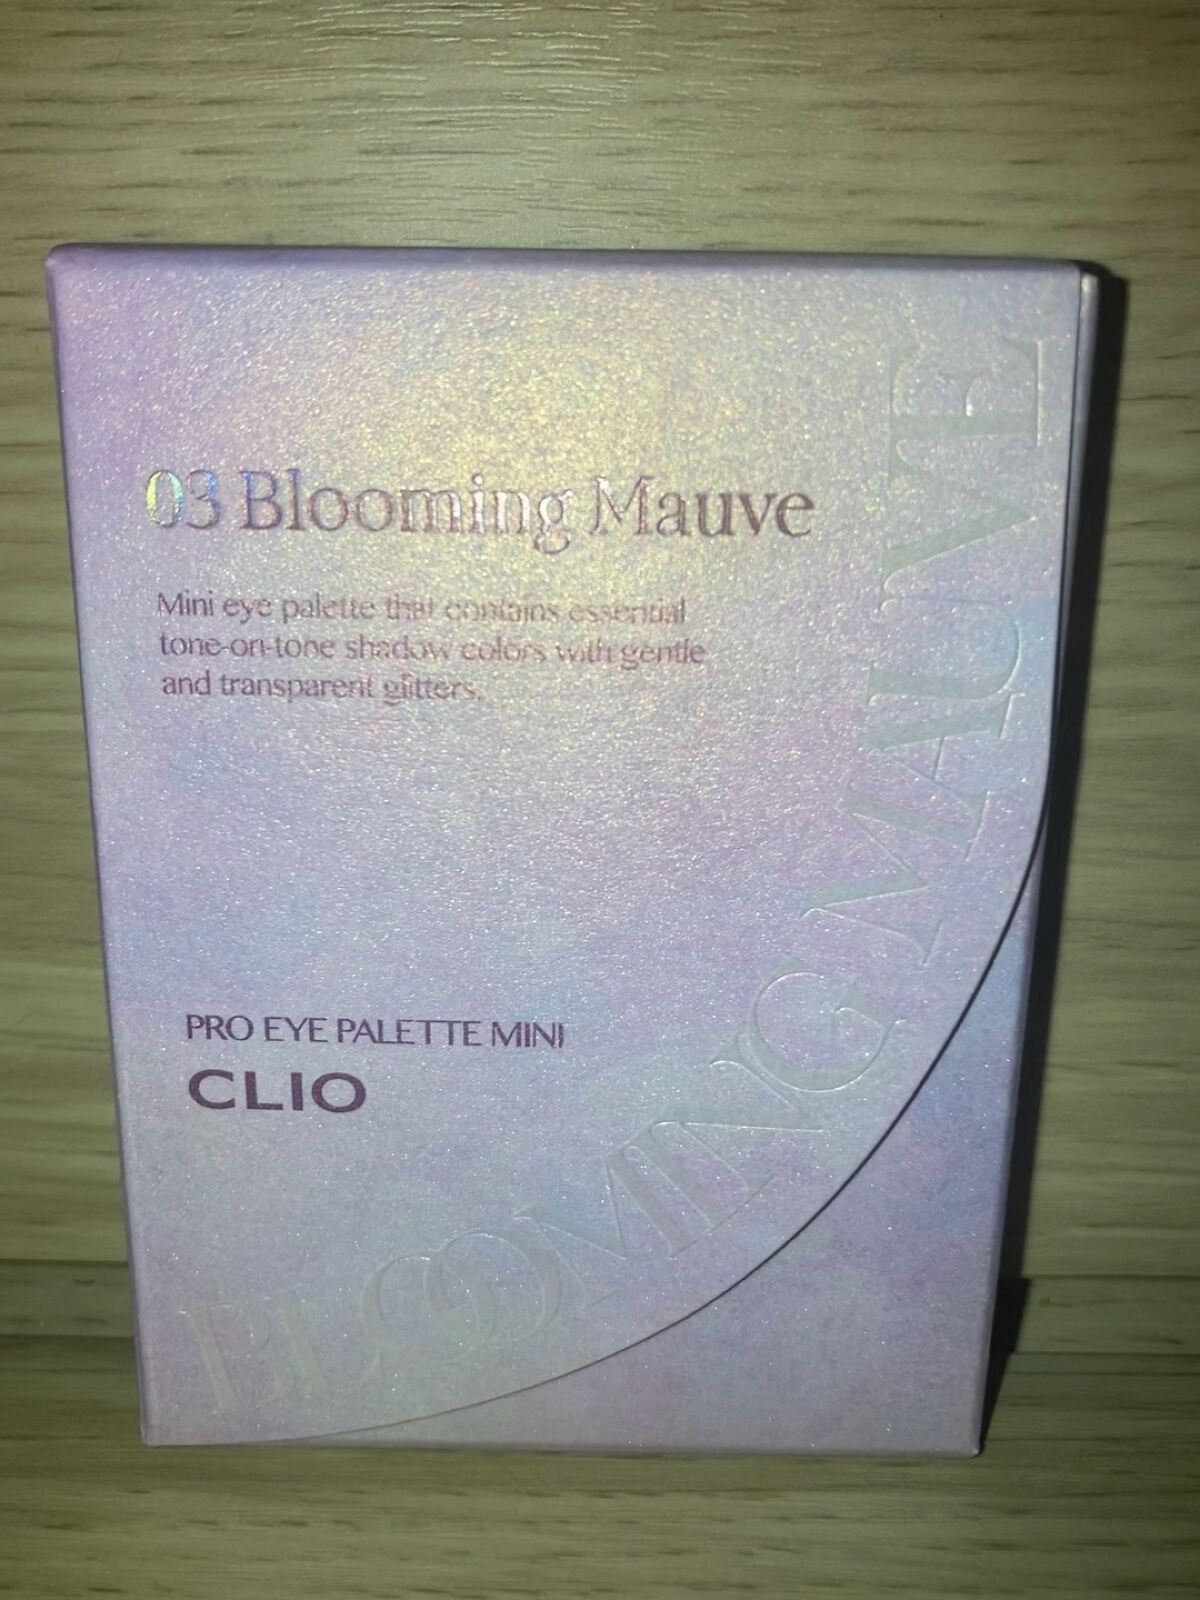 03 Blooming Mauve
Mini eye palette that contains essential
tone-on-tone shadow colors with gentle
and transparent glitters.
PRO EYE PALETTE MINI
CLIO
BLOOMING MAUVE